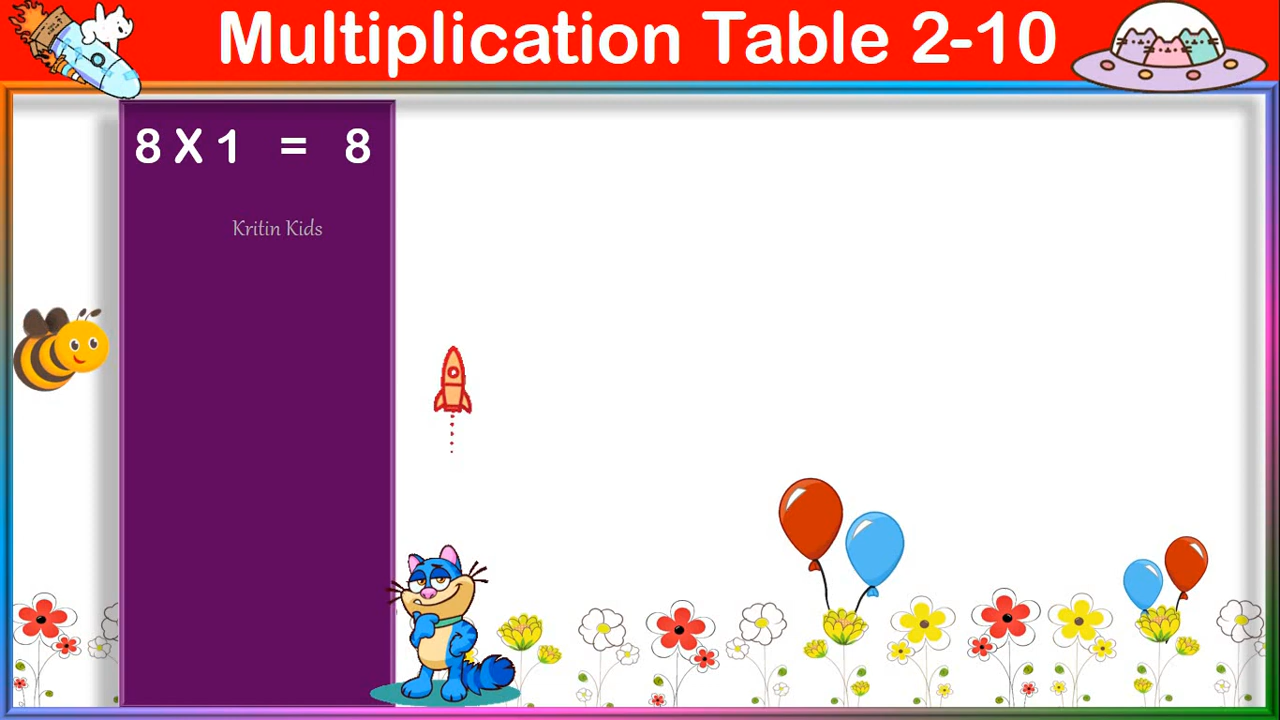 Multiplication Table 2-10
8 X 1 = 8
Kritin Kids